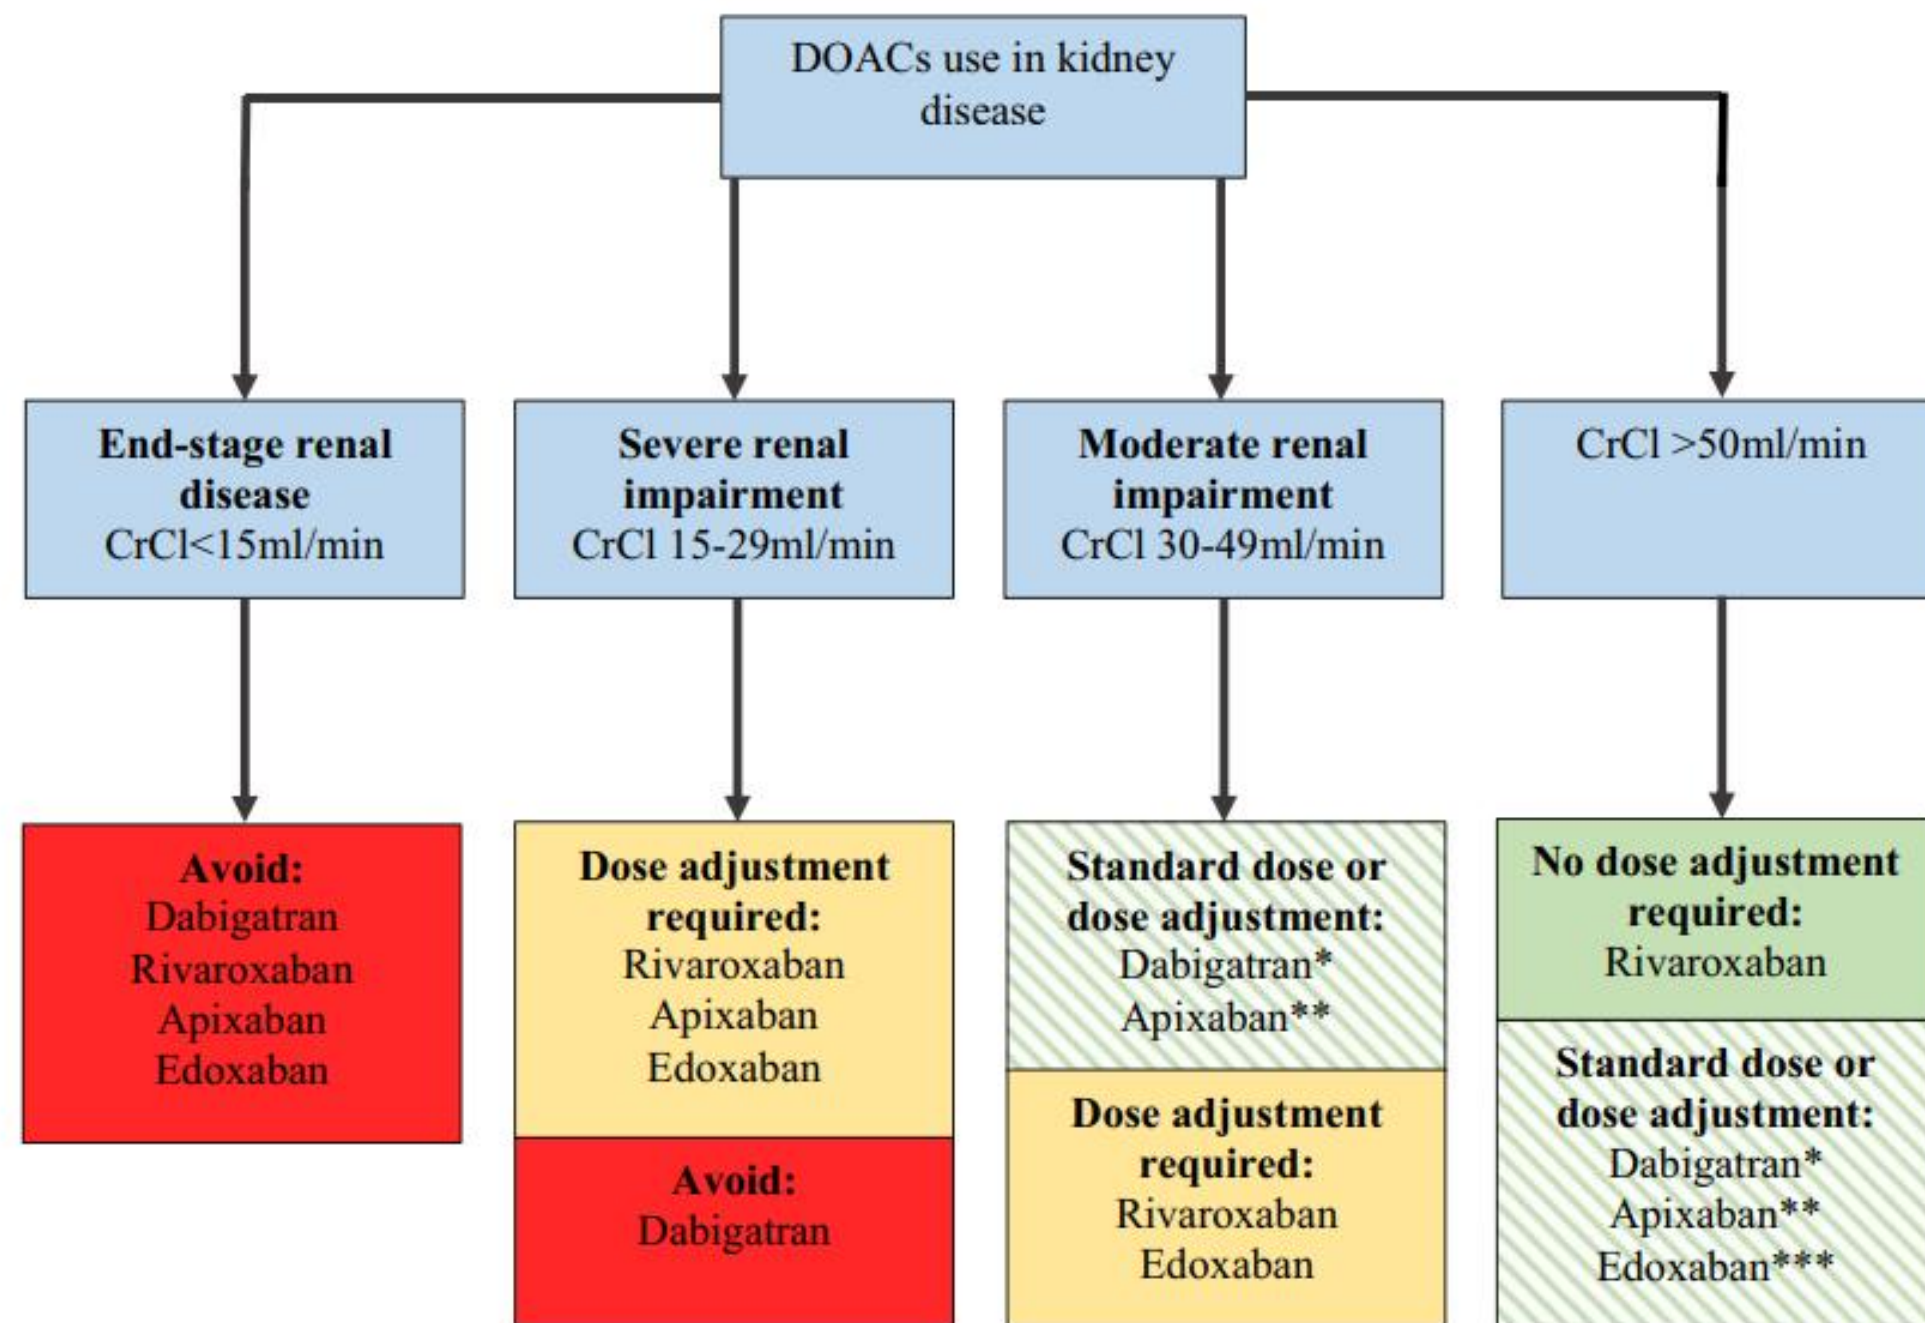 DOACs use in kidney
disease
End-stage renal
disease
CrCl<15ml/min
Severe renal
impairment
CrCl 15-29ml/min
Moderate renal
impairment
CrCl 30-49ml/min
CrCl >50ml/min
Avoid:
Dabigatran
Rivaroxaban
Apixaban
Edoxaban
Dose adjustment
required:
Rivaroxaban
Apixaban
Edoxaban
Avoid:
Dabigatran
Standard dose or
dose adjustment:
Dabigatran*
Apixaban**
Dose adjustment
required:
Rivaroxaban
Edoxaban
No dose adjustment
required:
Rivaroxaban
Standard dose or
dose adjustment:
Dabigatran*
Apixaban**
Edoxaban***